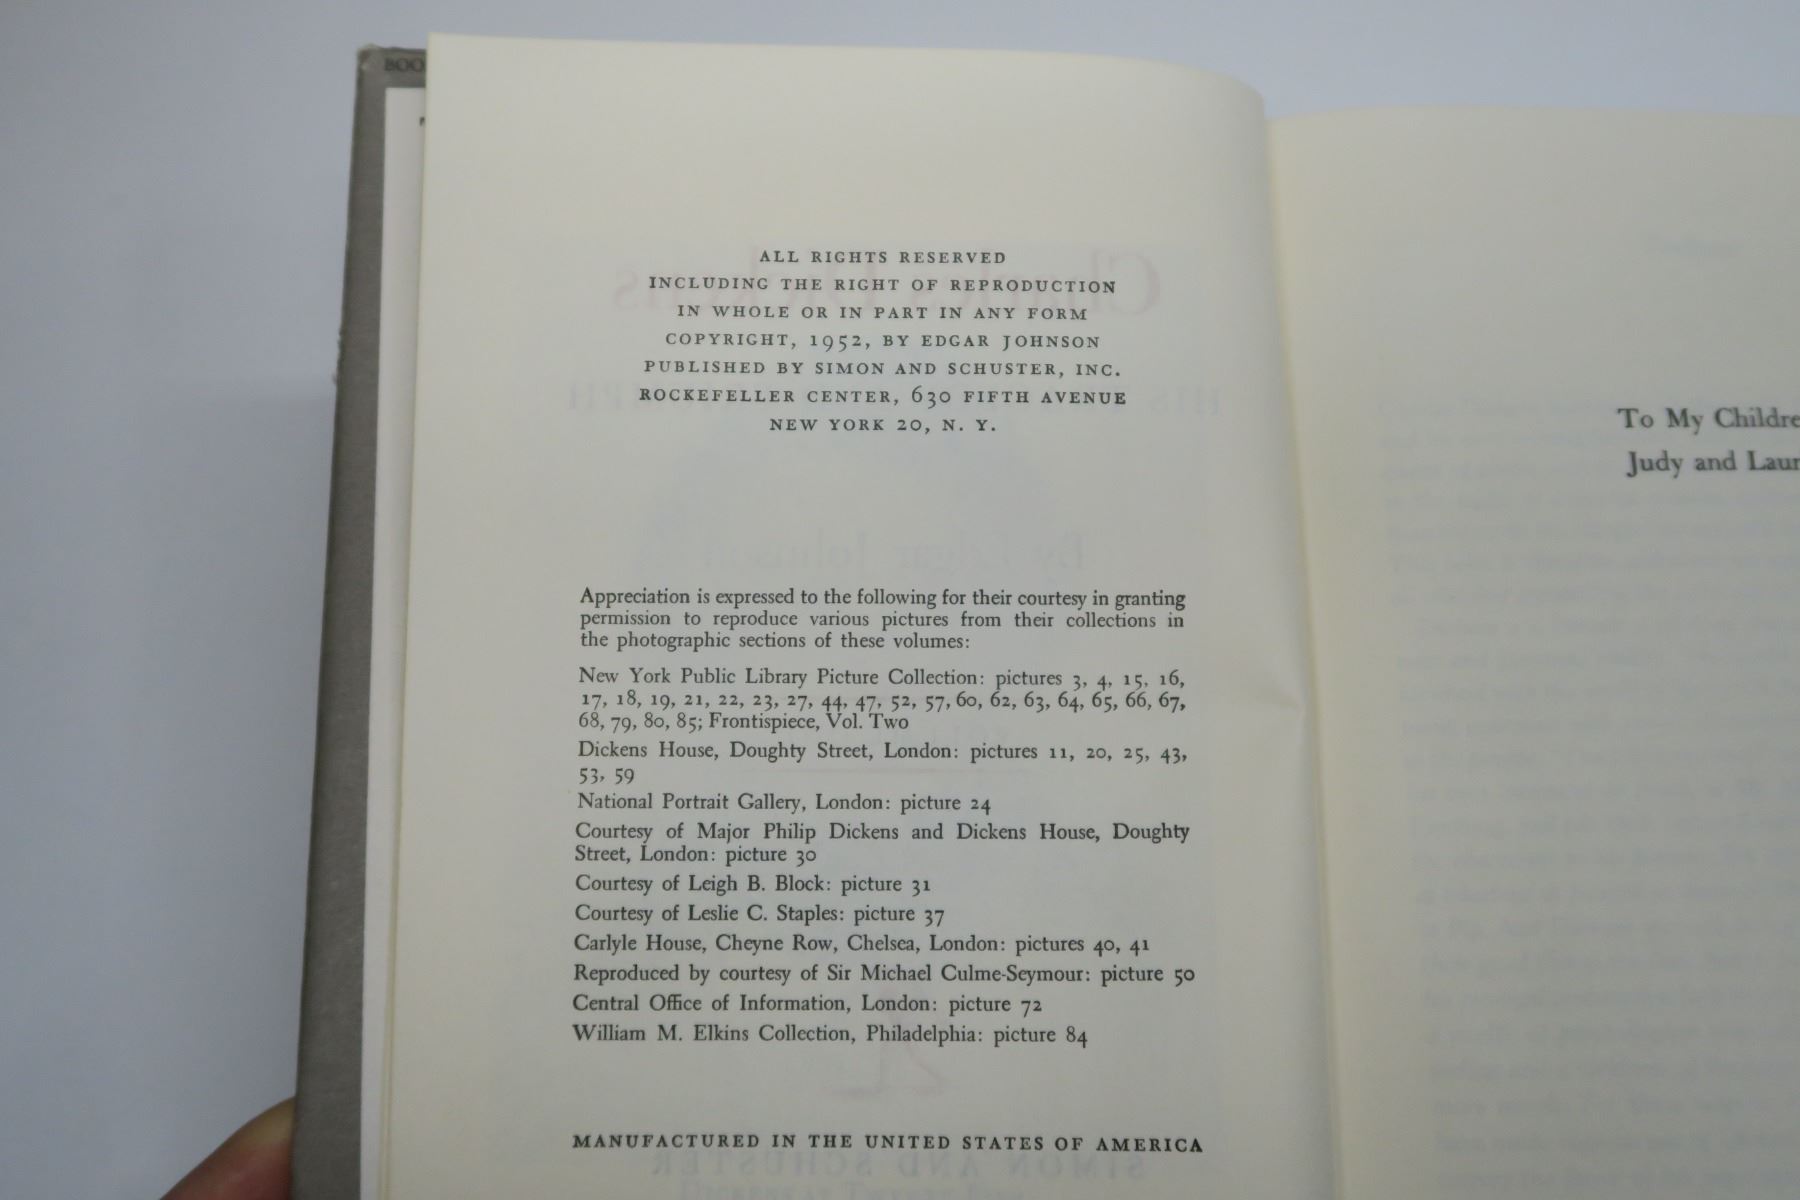 BOO
ALL RIGHTS RESERVED
INCLUDING THE RIGHT OF REPRODUCTION
IN WHOLE OR IN PART IN ANY FORM
COPYRIGHT, 1952, BY EDGAR JOHNSON
PUBLISHED BY SIMON AND SCHUSTER, INC.
ROCKEFELLER CENTER, 630 FIFTH AVENUE
NEW YORK 20, N. Y.
Appreciation is expressed to the following for their courtesy in granting
permission to reproduce various pictures from their collections in
the photographic sections of these volumes:
New York Public Library Picture Collection: pictures 3, 4, 15, 16,
17, 18, 19, 21, 22, 23, 27, 44, 47, 52, 57, 60, 62, 63, 64, 65, 66, 67,
68, 79, 80, 85; Frontispiece, Vol. Two
Dickens House, Doughty Street, London: pictures 11, 20, 25, 43,
53, 59
National Portrait Gallery, London: picture 24
Courtesy of Major Philip Dickens and Dickens House, Doughty
Street, London: picture 30
Courtesy of Leigh B. Block: picture 31
Courtesy of Leslie C. Staples: picture 37
Carlyle House, Cheyne Row, Chelsea, London: pictures 40, 41
Reproduced by courtesy of Sir Michael Culme-Seymour: picture 50
Central Office of Information, London: picture 72
William M. Elkins Collection, Philadelphia: picture 84
MANUFACTURED IN THE UNITED STATES OF AMERICA
To My Childre
Judy and Laur